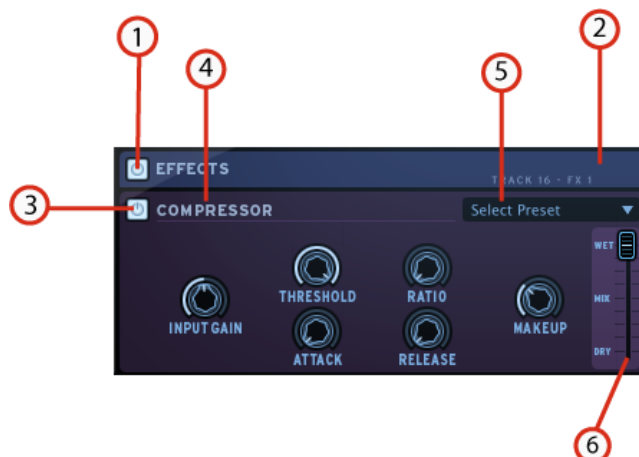 1
2
4
5
EFFECTS
TRACK 16 - FX 1
3
COMPRESSOR
Select Preset
WET
THRESHOLD
RATIO
MIX
INPUT GAIN
MAKEUP
ATTACK
RELEASE
DRY
6